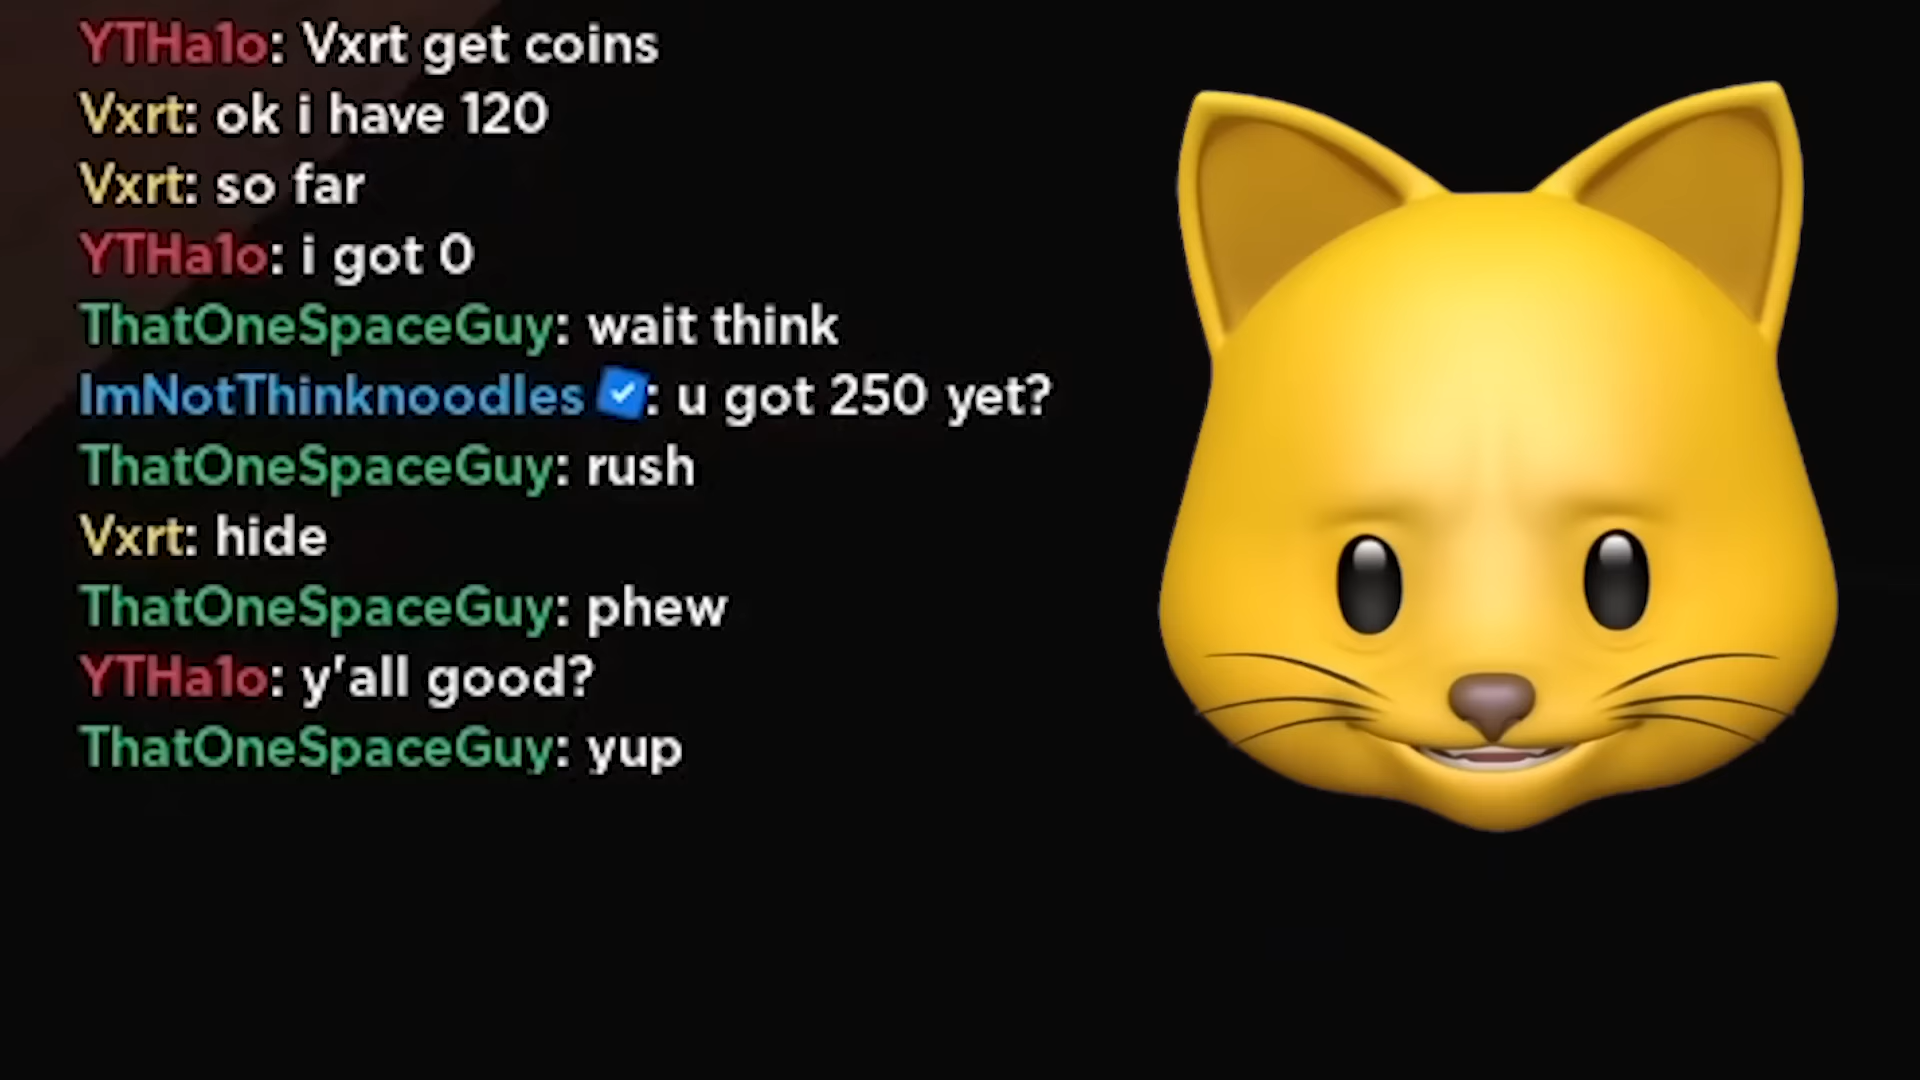 YTHa1o: Vxrt get coins
Vxrt: ok i have 120
Vxrt: so far
YTHa1o: i got 0
ThatOneSpaceGuy: wait think
ImNotThinknoodles ☑: u got 250 yet?
ThatOneSpaceGuy: rush
Vxrt: hide
ThatOneSpaceGuy: phew
YTHa1o: y'all good?
ThatOneSpaceGuy: yup